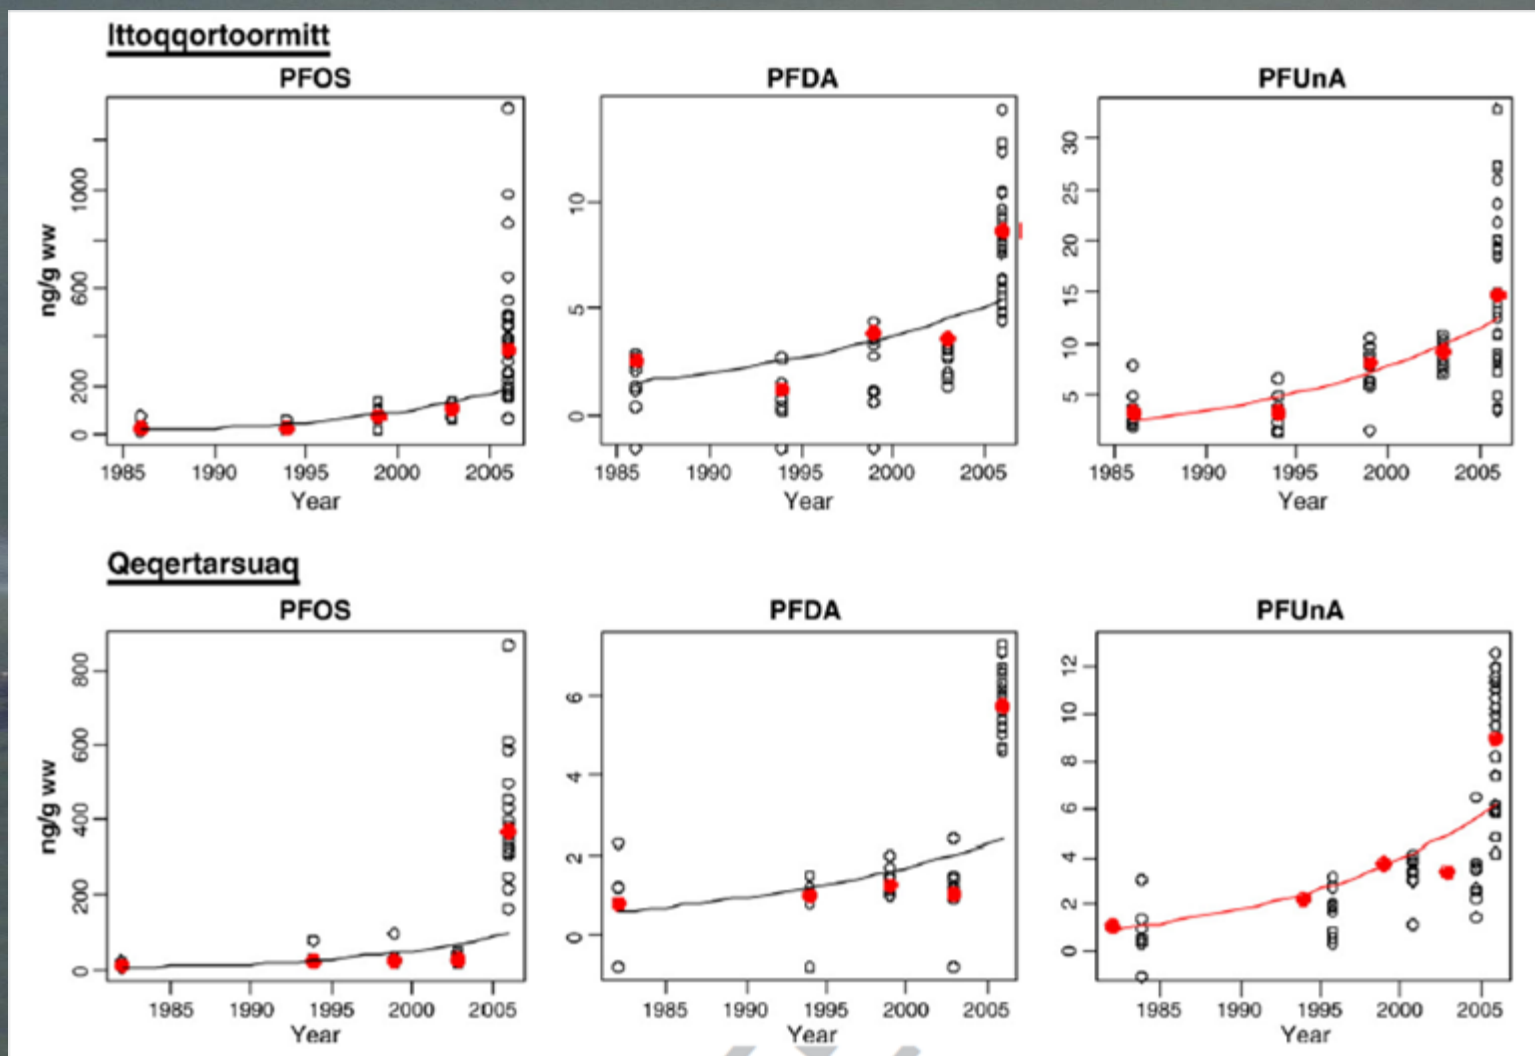 Ittoqqortoormitt
PFOS PFDA PFUnA
ng/g ww
0 200 600 1000
0 5 10
5 10 15 20 25 30
1985 1990 1995 2000 2005
1985 1990 1995 2000 2005
1985 1990 1995 2000 2005
Year Year Year
Qeqertarsuaq
PFOS PFDA PFUnA
ng/g ww
0 200 400 600 800
0 2 4 6
0 2 4 6 8 10 12
1985 1990 1995 2000 2005
1985 1990 1995 2000 2005
1985 1990 1995 2000 2005
Year Year Year